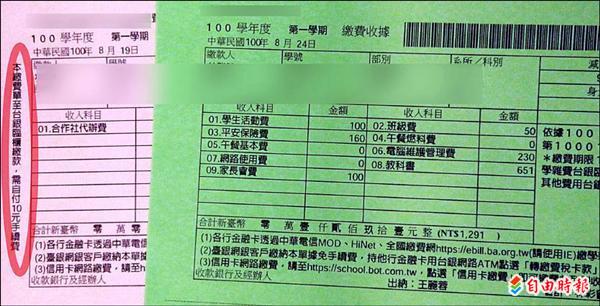 本繳費單至台銀臨櫃繳款，需自付10元手續費
100 學年度 第一學期
中華民國100年 8 月 19日
繳款人
收入科目
01.合作社代辦費
合計新臺幣 零 萬 零
(1)各行金融卡透過中華電
(2)臺銀網銀客戶繳納本單
(3)信用卡網路繳費，請至h
收款銀行及經辦人
100 學年度 第一學期 繳費收據
中華民國100年 8 月 24日
繳款人 學號 部別 系所／科別
減
身
收入科目 金額 收入科目 金額
01.學生活動費 100 02.班級費 50
03.平安保險費 160 04.午餐燃料費 0
05.午餐基本費 0 06.電腦維護管理費 230
07.網路使用費 0 08.教科書 651
09.家長會費 100
依據100
第1000
*繳費期限1
學雜費台銀
其他費用台銀
合計新臺幣 零 萬 壹 仟 貳 佰 玖 拾 壹 元 整 (NT$1,291)
(1)各行金融卡透過中華電信MOD、HiNet、全國繳費網https://ebill.ba.org.tw(請使用IE)繳學
(2)臺銀網銀客戶繳納本單據免手續費，持他行金融卡用台銀網路ATM點選「轉繳費稅卡款」
(3)信用卡網路繳費，請至https://school.bot.com.tw，點選「信用卡繳費
收款銀行及經辦人： 出納：王麗蓉
自由時報